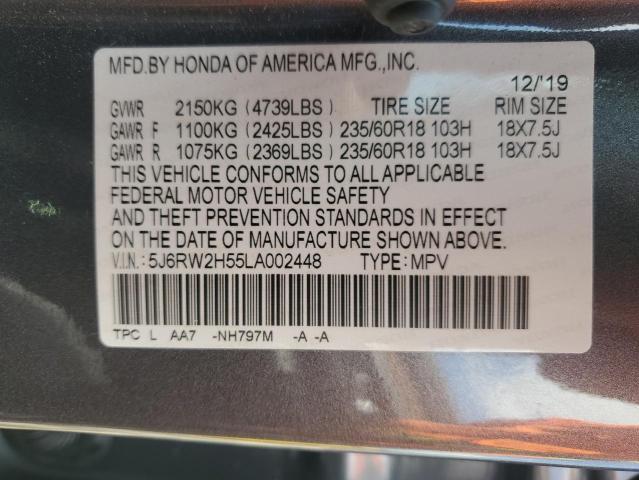 MFD.BY HONDA OF AMERICA MFG.,INC.
12/'19
GVWR 2150KG (4739LBS) TIRE SIZE RIM SIZE
GAWR F 1100KG (2425LBS) 235/60R18 103H 18X7.5J
GAWR R 1075KG (2369LBS) 235/60R18 103H 18X7.5J
THIS VEHICLE CONFORMS TO ALL APPLICABLE
FEDERAL MOTOR VEHICLE SAFETY
AND THEFT PREVENTION STANDARDS IN EFFECT
ON THE DATE OF MANUFACTURE SHOWN ABOVE.
V.I.N.: 5J6RW2H55LA002448 TYPE: MPV
TPC L AA7 -NH797M -A -A